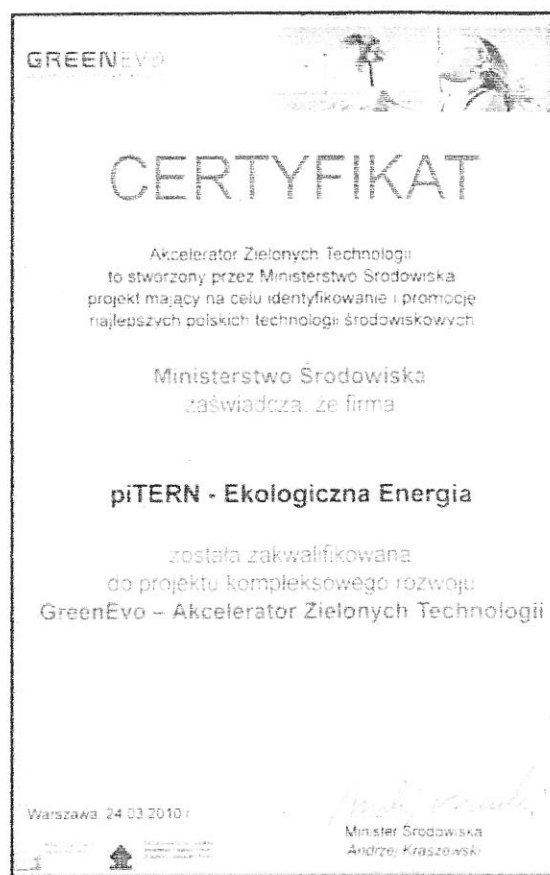 GREENEVO
CERTYFIKAT
Akcelerator Zielonych Technologii
to stworzony przez Ministerstwo Środowiska
projekt mający na celu identyfikowanie i promocję
najlepszych polskich technologii środowiskowych
Ministerstwo Środowiska
zaświadcza, że firma
piTERN - Ekologiczna Energia
została zakwalifikowana
do projektu kompleksowego rozwoju
GreenEvo – Akcelerator Zielonych Technologii
Warszawa, 24.03.2010 r.
Minister Środowiska
Andrzej Kraszewski